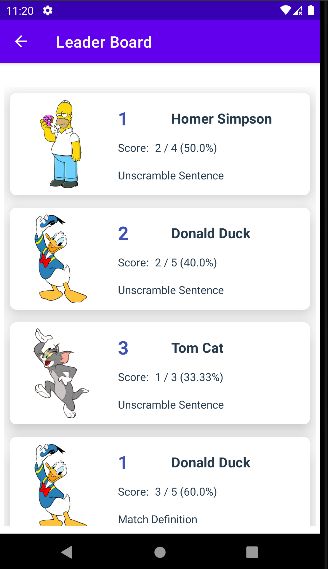 11:20
Leader Board
1 Homer Simpson
Score: 2 / 4 (50.0%)
Unscramble Sentence
2 Donald Duck
Score: 2 / 5 (40.0%)
Unscramble Sentence
3 Tom Cat
Score: 1 / 3 (33.33%)
Unscramble Sentence
1 Donald Duck
Score: 3 / 5 (60.0%)
Match Definition